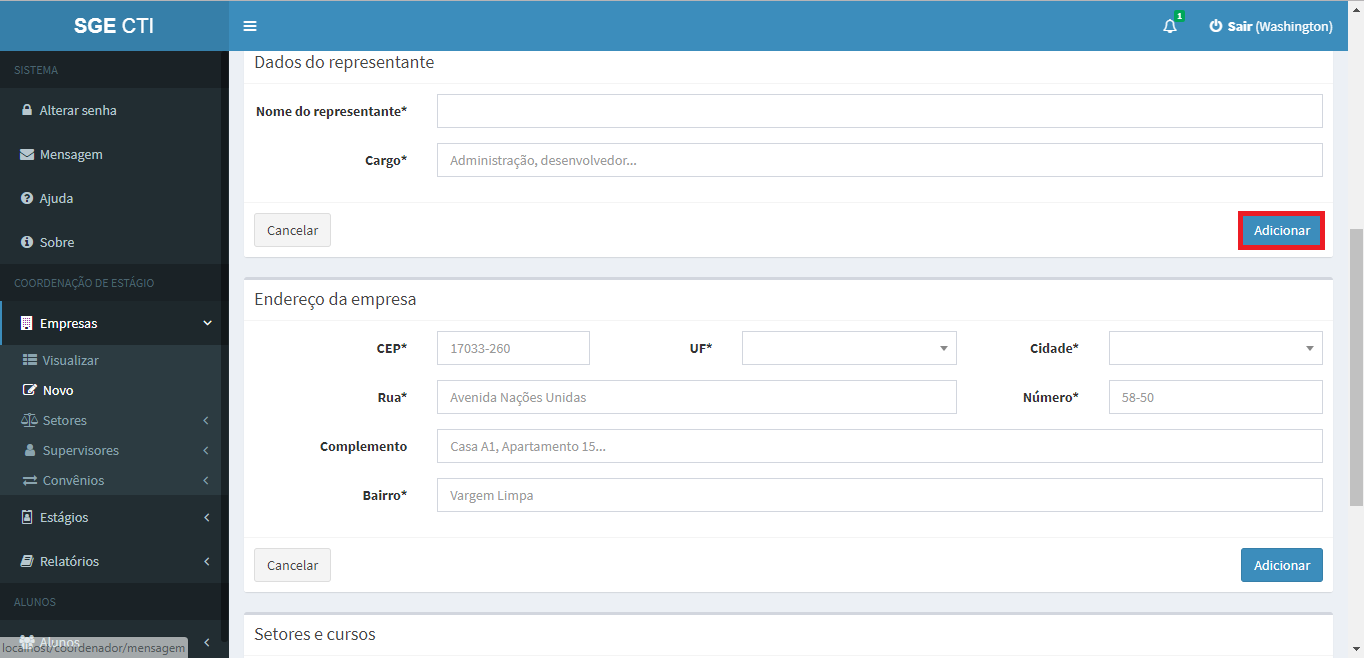 SGE CTI
1
Sair (Washington)
SISTEMA
Alterar senha
Mensagem
Ajuda
Sobre
COORDENAÇÃO DE ESTÁGIO
Empresas
Visualizar
Novo
Setores
Supervisores
Convênios
Estágios
Relatórios
ALUNOS
Alunos
localhost/coordenador/mensagem
Dados do representante
Nome do representante*
Cargo* Administração, desenvolvedor...
Cancelar Adicionar
Endereço da empresa
CEP* 17033-260 UF* Cidade*
Rua* Avenida Nações Unidas Número* 58-50
Complemento Casa A1, Apartamento 15...
Bairro* Vargem Limpa
Cancelar Adicionar
Setores e cursos